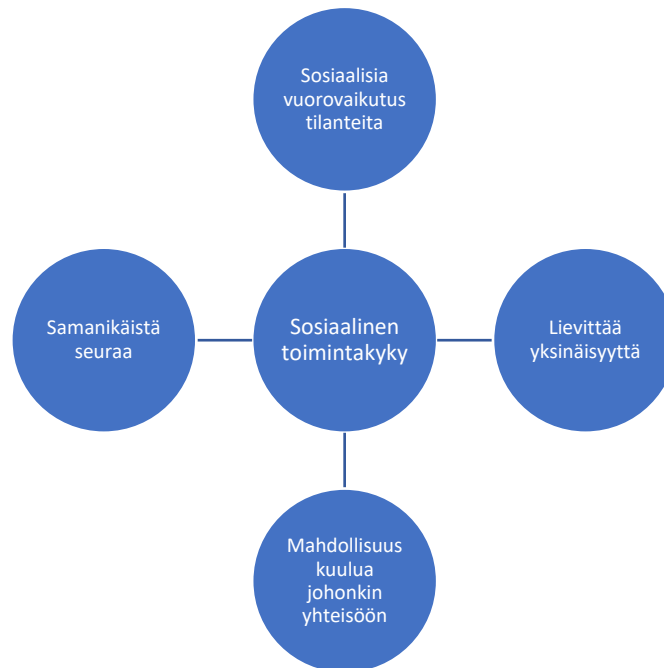 Sosiaalisia
vuorovaikutus
tilanteita
Samanikäistä
seuraa
Sosiaalinen
toimintakyky
Lievittää
yksinäisyyttä
Mahdollisuus
kuulua
johonkin
yhteisöön